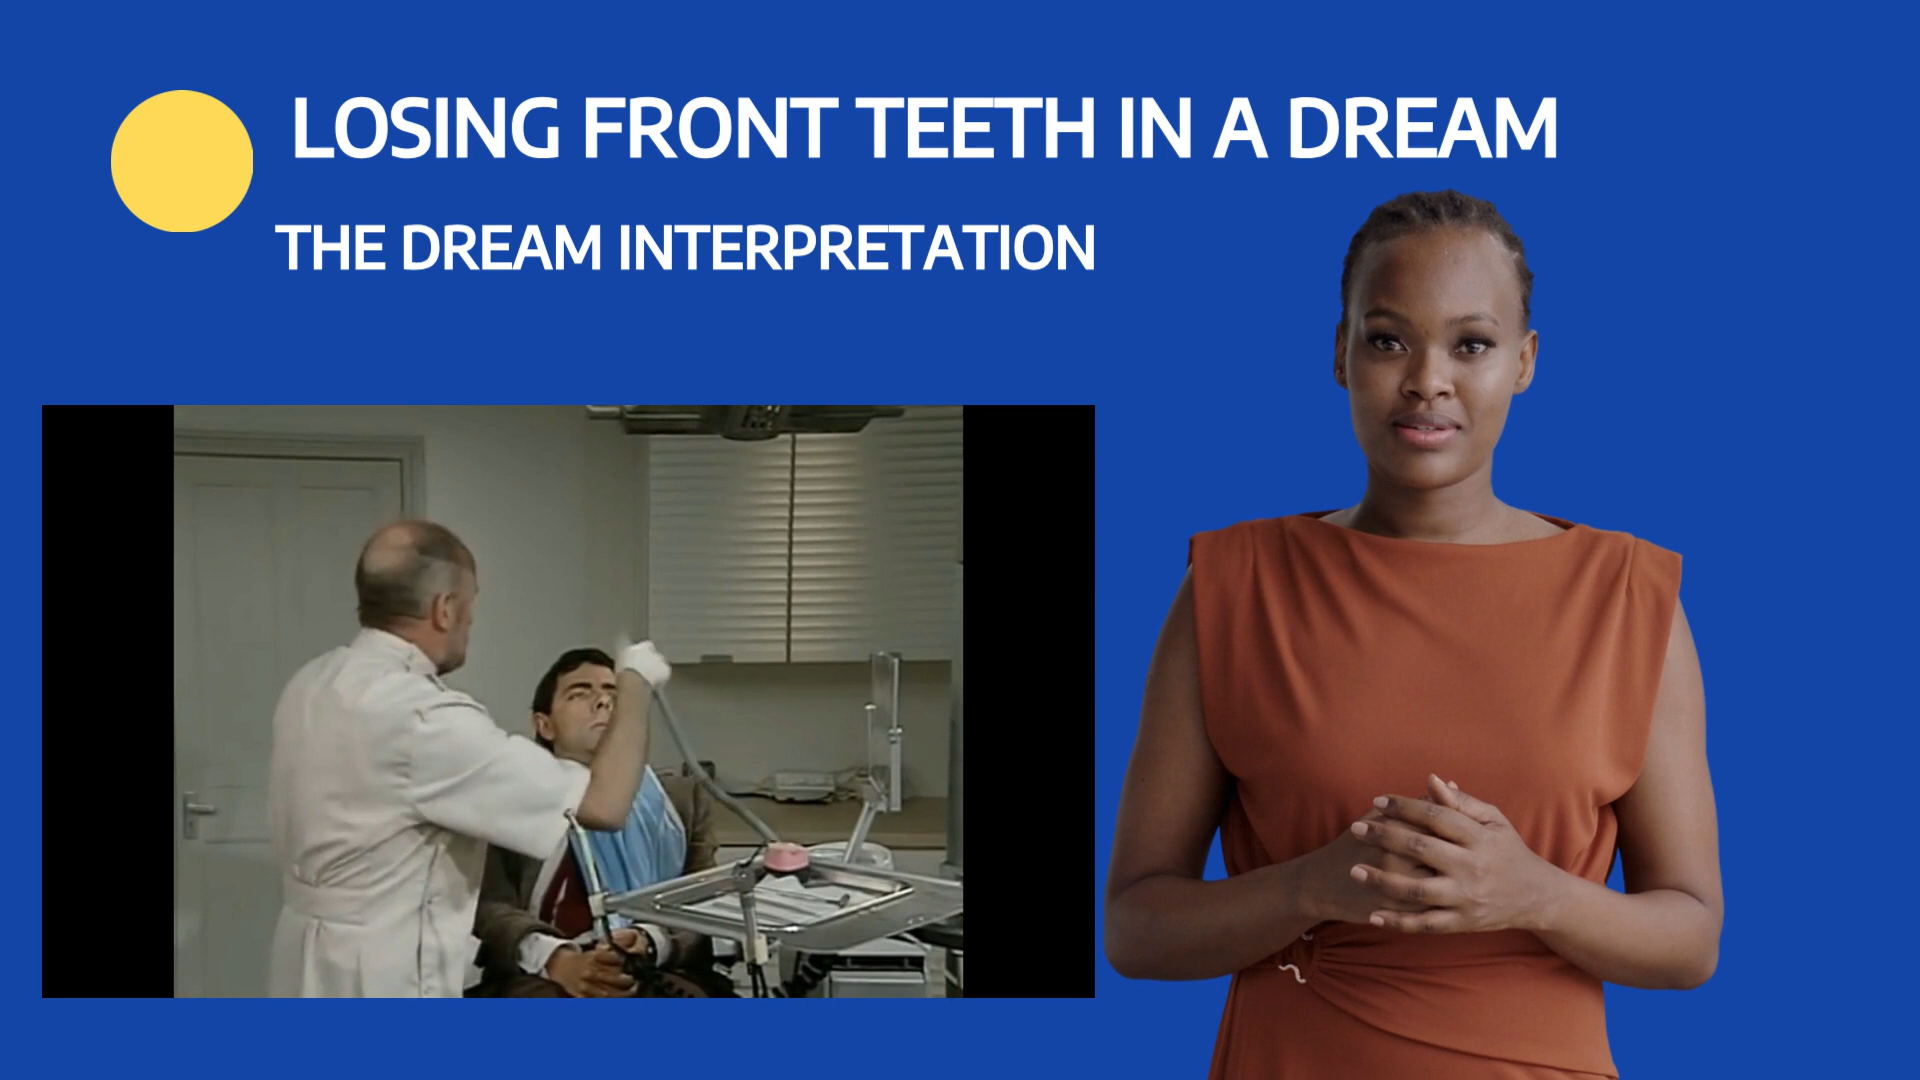 LOSING FRONT TEETH IN A DREAM
THE DREAM INTERPRETATION